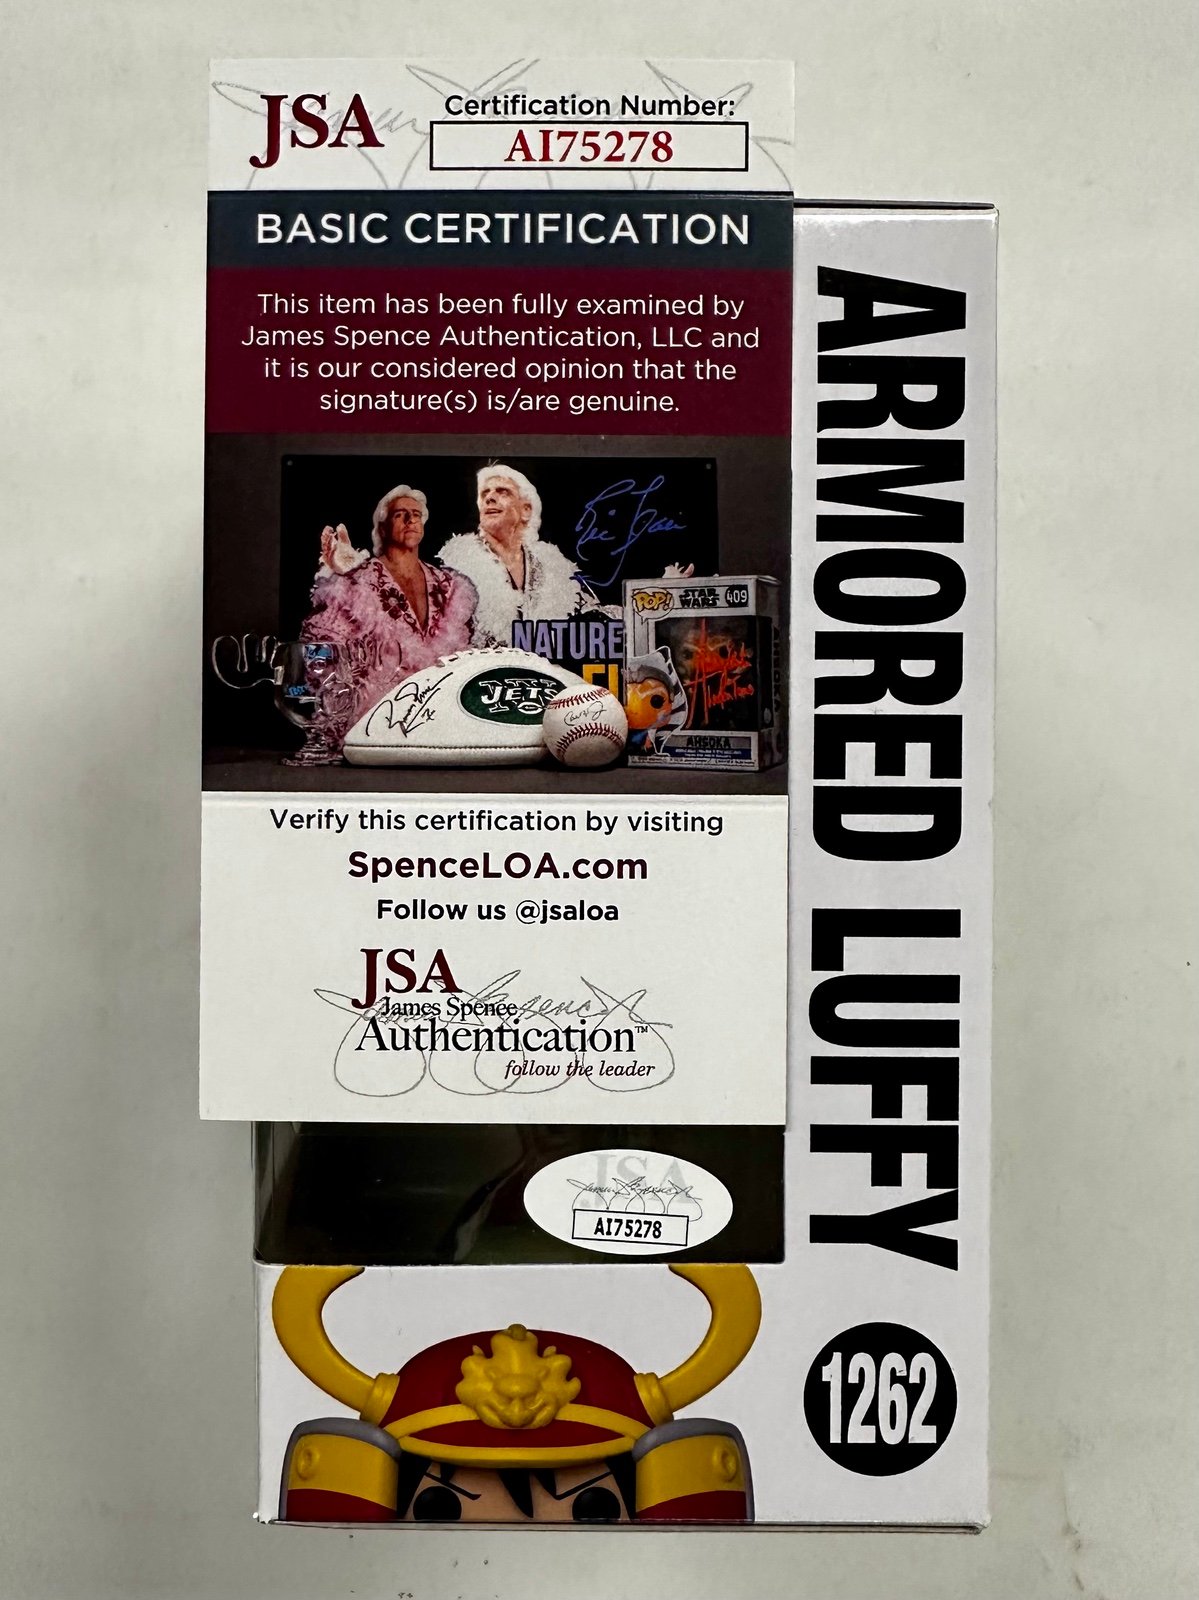 JSA
Certification Number:
AI75278
BASIC CERTIFICATION
This item has been fully examined by
James Spence Authentication, LLC and
it is our considered opinion that the
signature(s) is/are genuine.
Ric Flair
POP!
STAR
WARS
409
NATURE
JETS
AHSOKA
Verify this certification by visiting
SpenceLOA.com
Follow us @jsaloa
JSA
James Spence
Authentication™
follow the leader
JSA
AI75278
ARMORED LUFFY
1262